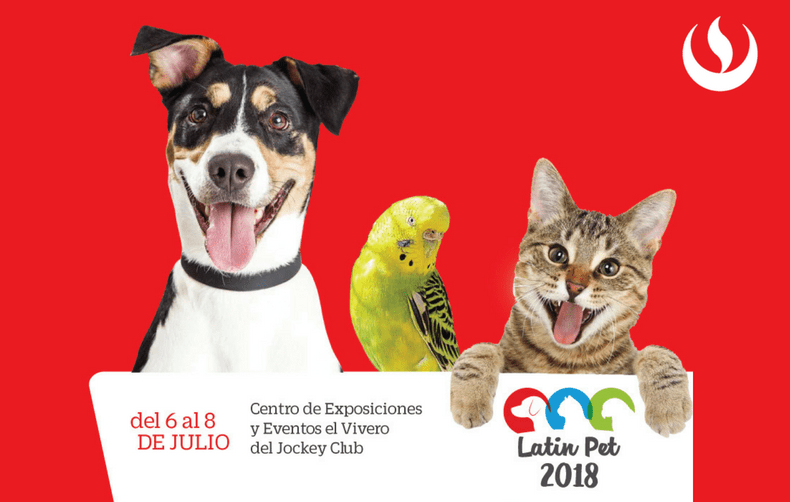 del 6 al 8
DE JULIO
Centro de Exposiciones
y Eventos el Vivero
del Jockey Club
Latin Pet
2018